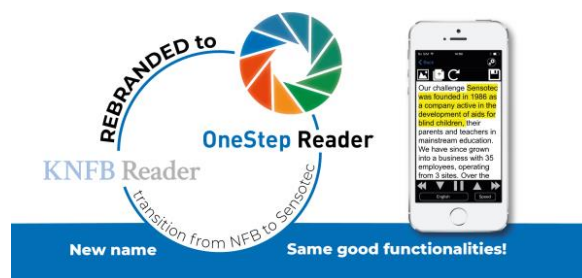 REBRANDED to
OneStep Reader
KNFB Reader
transition from NFB to Sensotec
New name
Same good functionalities!
Back
Our challenge Sensotec
was founded in 1986 as
a company active in the
development of aids for
blind children, their
parents and teachers in
mainstream education.
We have since grown
into a business with 35
employees, operating
from 3 sites. Over the
English
Speed